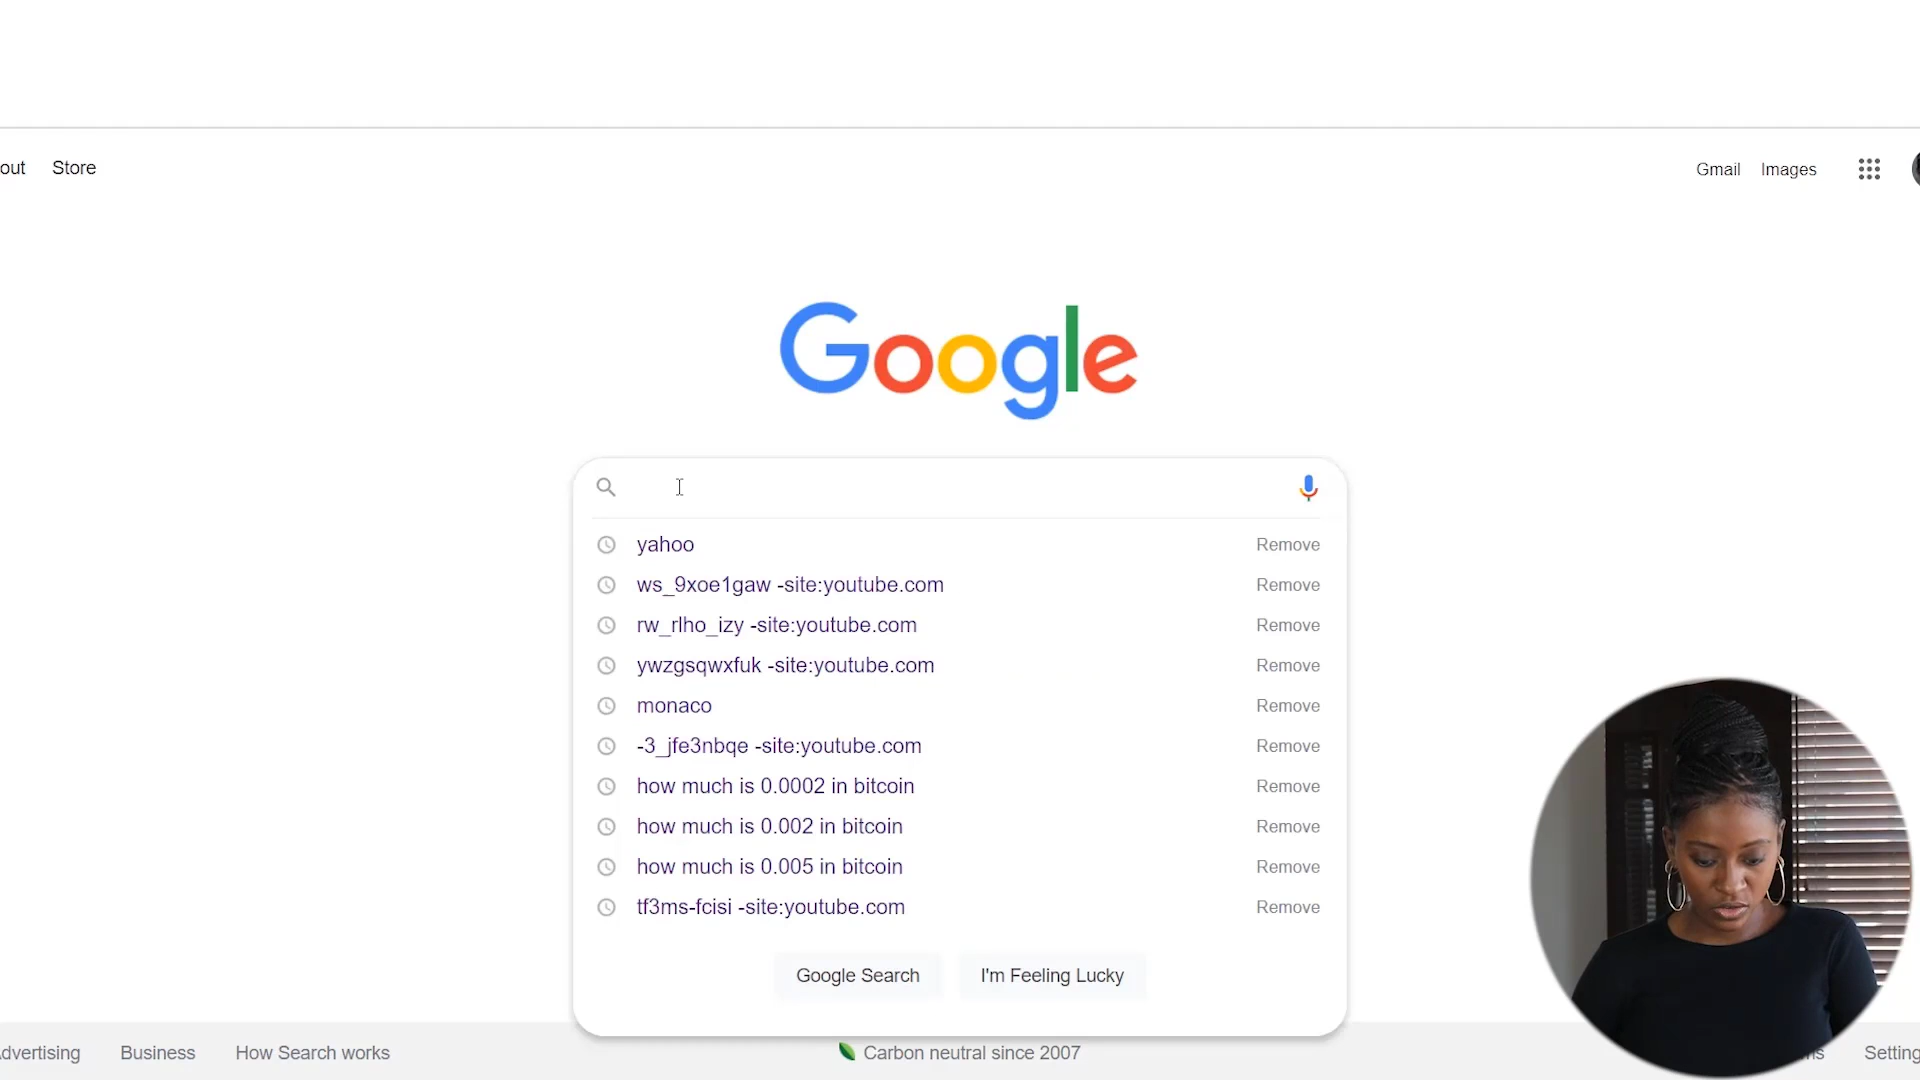 out Store
Gmail Images
Google
yahoo Remove
ws_9xoe1gaw -site:youtube.com Remove
rw_rlho_izy -site:youtube.com Remove
ywzgsqwxfuk -site:youtube.com Remove
monaco Remove
-3_jfe3nbqe -site:youtube.com Remove
how much is 0.0002 in bitcoin Remove
how much is 0.002 in bitcoin Remove
how much is 0.005 in bitcoin Remove
tf3ms-fcisi -site:youtube.com Remove
Google Search I'm Feeling Lucky
dvertising Business How Search works Carbon neutral since 2007 ms Setting